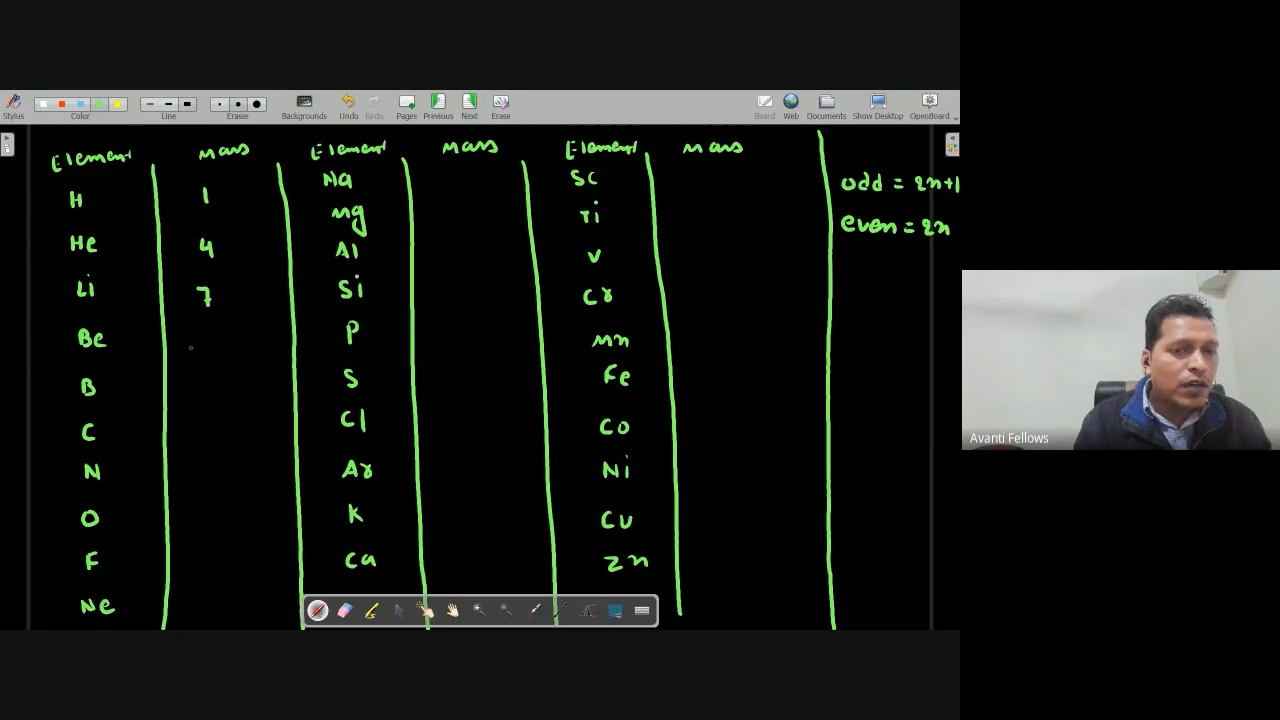 Stylus Color Line Eraser Backgrounds Undo Redo Pages Previous Next Erase Board Web Documents Show Desktop OpenBoard
Element Mass Element Mass Element Mass
H 1 Na Sc odd = 2n+1
He 4 Mg Ti even = 2n
Li 7 Al V
Be Si Cr
B P Mn
C S Fe
N Cl Co
O Ar Ni
F K Cu
Ne Ca Zn
Avanti Fellows